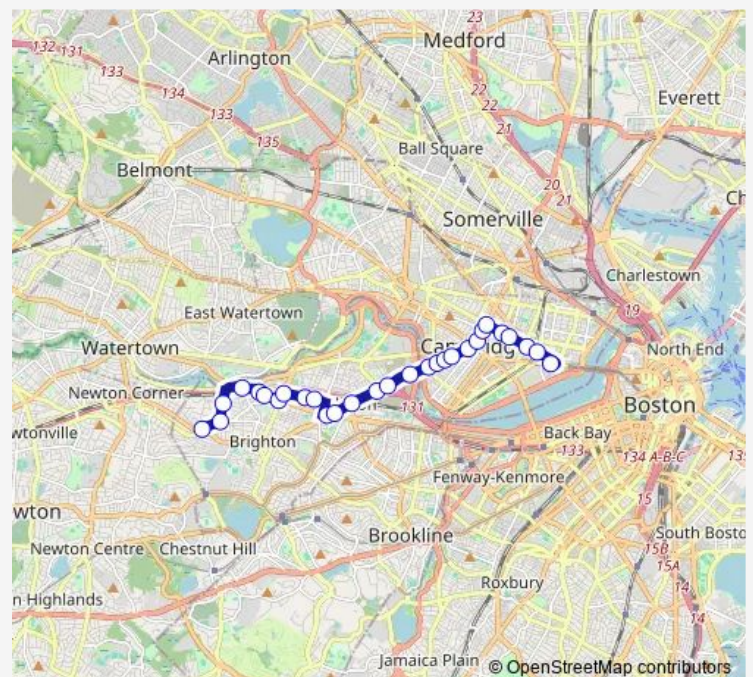 23
132
131
Medford
Arlington
133
134
22
22
21
Everett
133
135
Ball Square
Belmont
20
21
Somerville
Charlestown
East Watertown
19
Watertown
North End
Newton Corner
Boston
131
Back Bay
Brighton
133
134 A-B-C
Fenway-Kenmore
15
Brookline
South Bosto
Newton Centre
Chestnut Hill
15B
15A
Roxbury
n Highlands
14
14
Jamaica Plain
© OpenStreetMap contributors